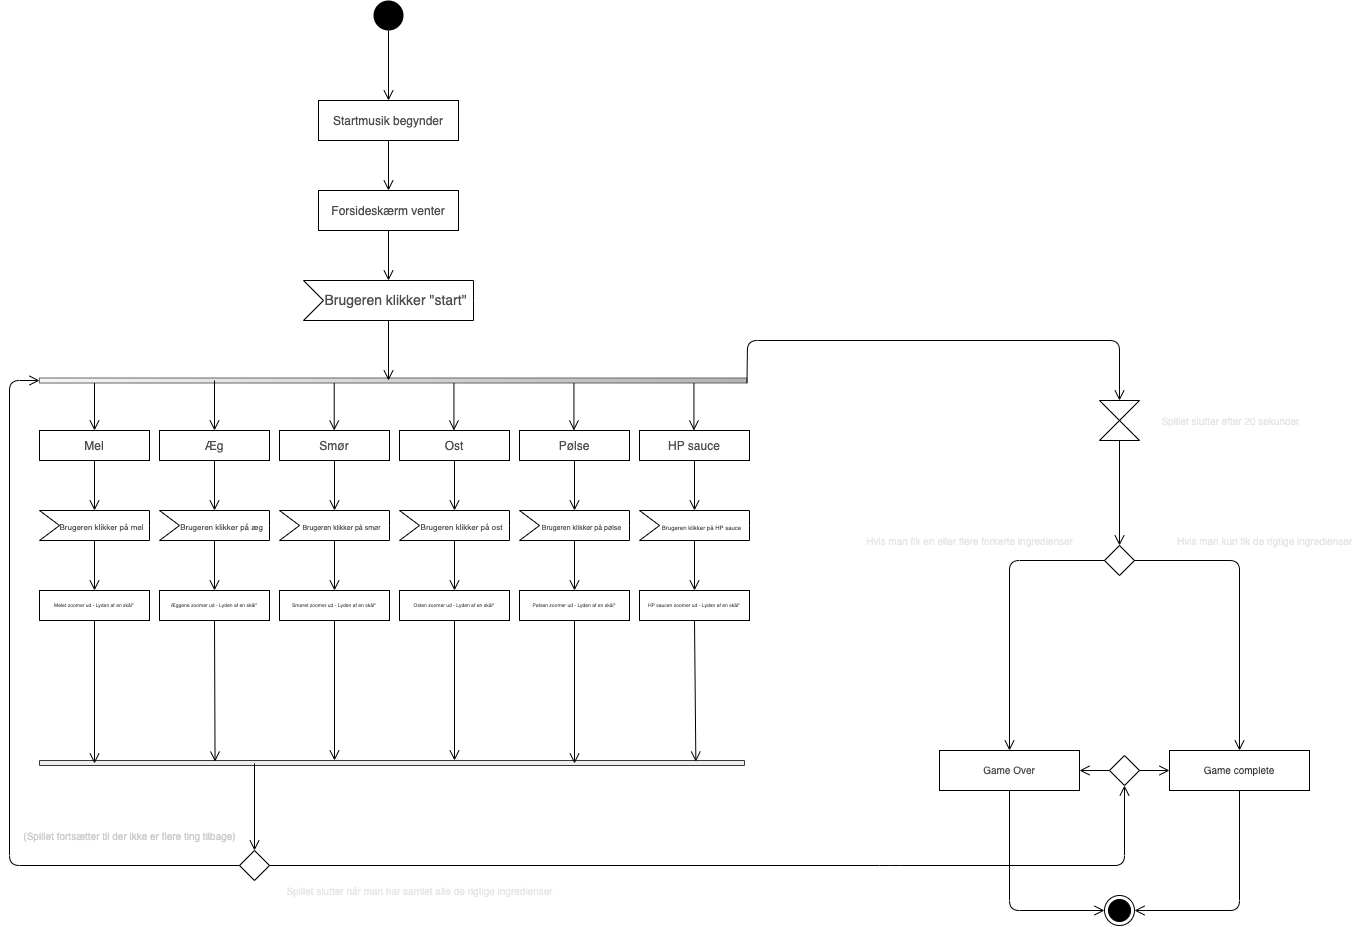 Startmusik begynder
Forsideskærm venter
Brugeren klikker "start"
Mel
Æg
Smør
Ost
Pølse
HP sauce
Spillet slutter efter 20 sekunder
Brugeren klikker på mel
Brugeren klikker på æg
Brugeren klikker på smør
Brugeren klikker på ost
Brugeren klikker på pølse
Brugeren klikker på HP sauce
Hvis man fik en eller flere forkerte ingredienser
Hvis man kun fik de rigtige ingredienser
Melet zoomer ud - Lyden af en skål"
Æggene zoomer ud - Lyden af en skål"
Smøret zoomer ud - Lyden af en skål"
Osten zoomer ud - Lyden af en skål"
Pølsen zoomer ud - Lyden af en skål"
HP saucen zoomer ud - Lyden af en skål"
Game Over
Game complete
(Spillet fortsætter til der ikke er flere ting tilbage)
Spillet slutter når man har samlet alle de rigtige ingredienser